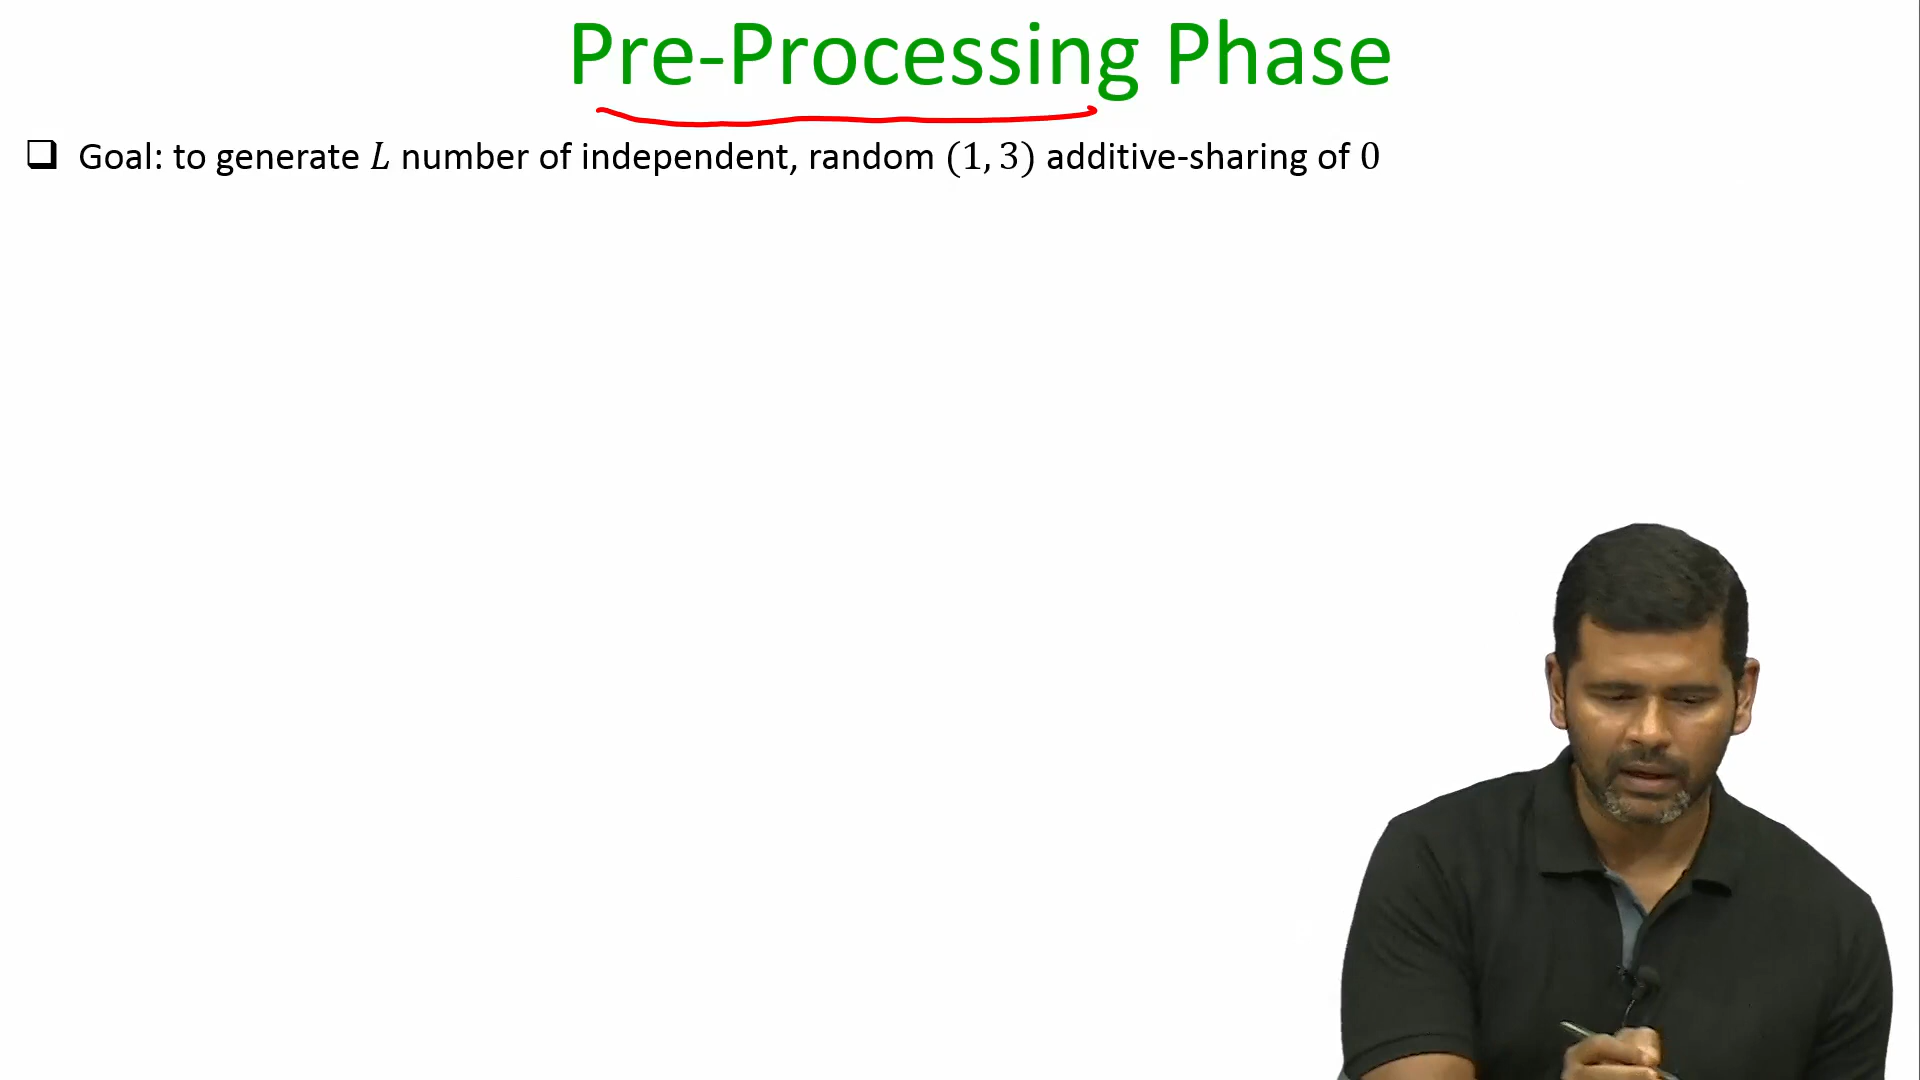 Pre-Processing Phase
❑ Goal: to generate L number of independent, random (1, 3) additive-sharing of 0